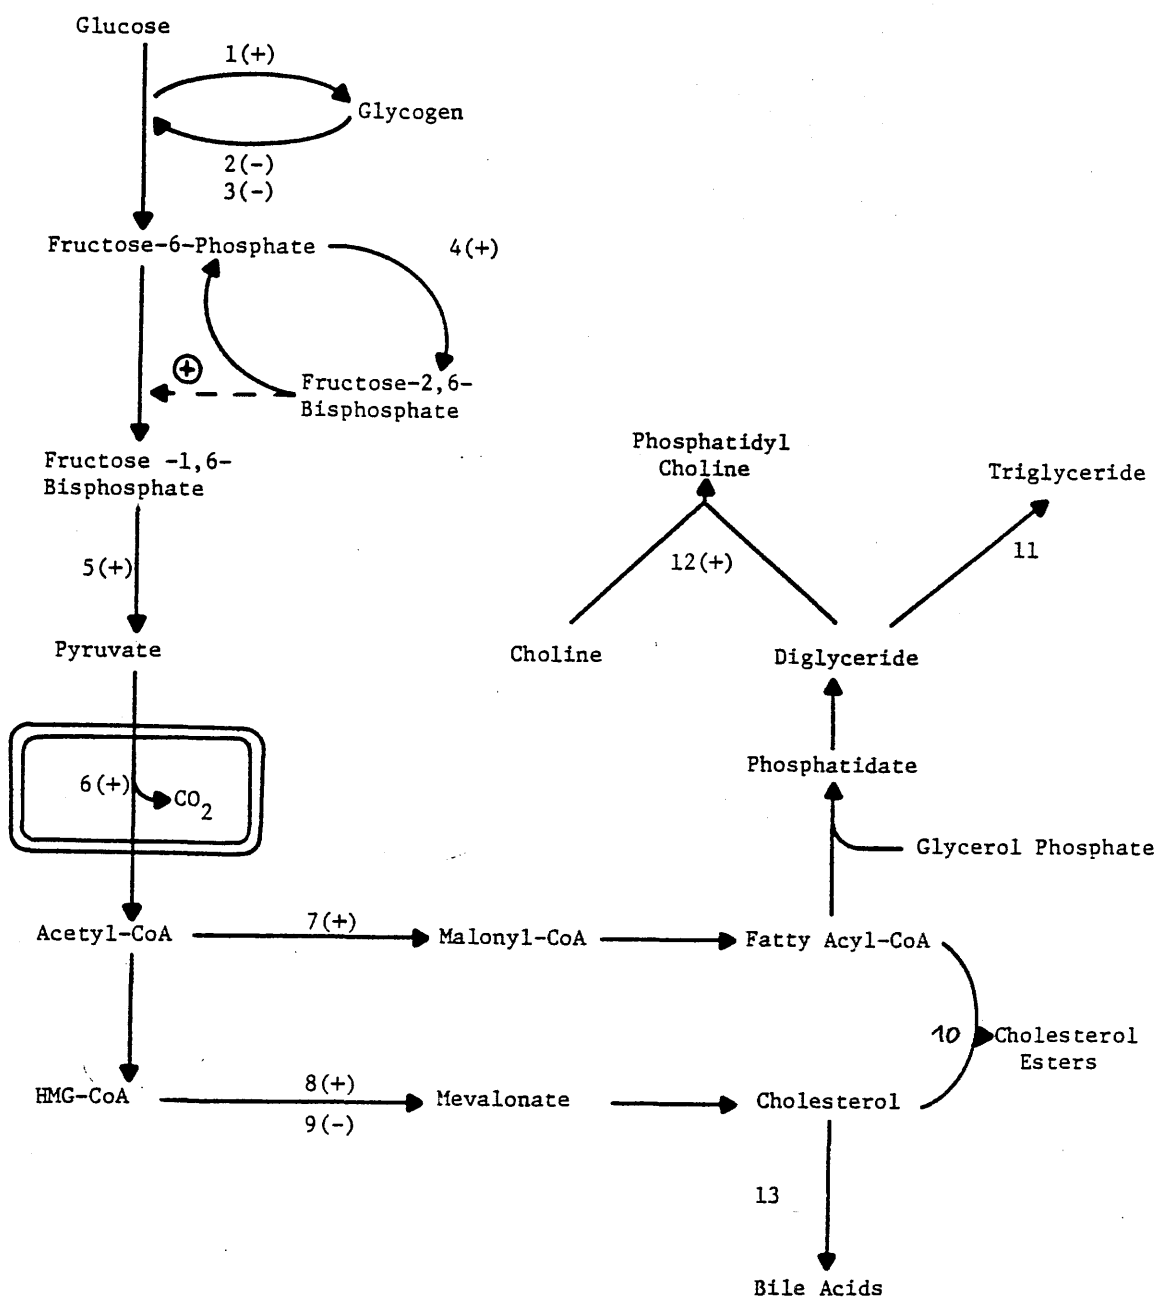 Glucose
1(+)
Glycogen
2(-)
3(-)
Fructose-6-Phosphate
4(+)
+
Fructose-2,6-
Bisphosphate
Fructose -1,6-
Bisphosphate
Phosphatidyl
Choline
Triglyceride
5(+)
12(+)
11
Pyruvate
Choline
Diglyceride
Phosphatidate
6(+)
CO2
Glycerol Phosphate
Acetyl-CoA
7(+)
Malonyl-CoA
Fatty Acyl-CoA
10
Cholesterol
Esters
HMG-CoA
8(+)
9(-)
Mevalonate
Cholesterol
13
Bile Acids